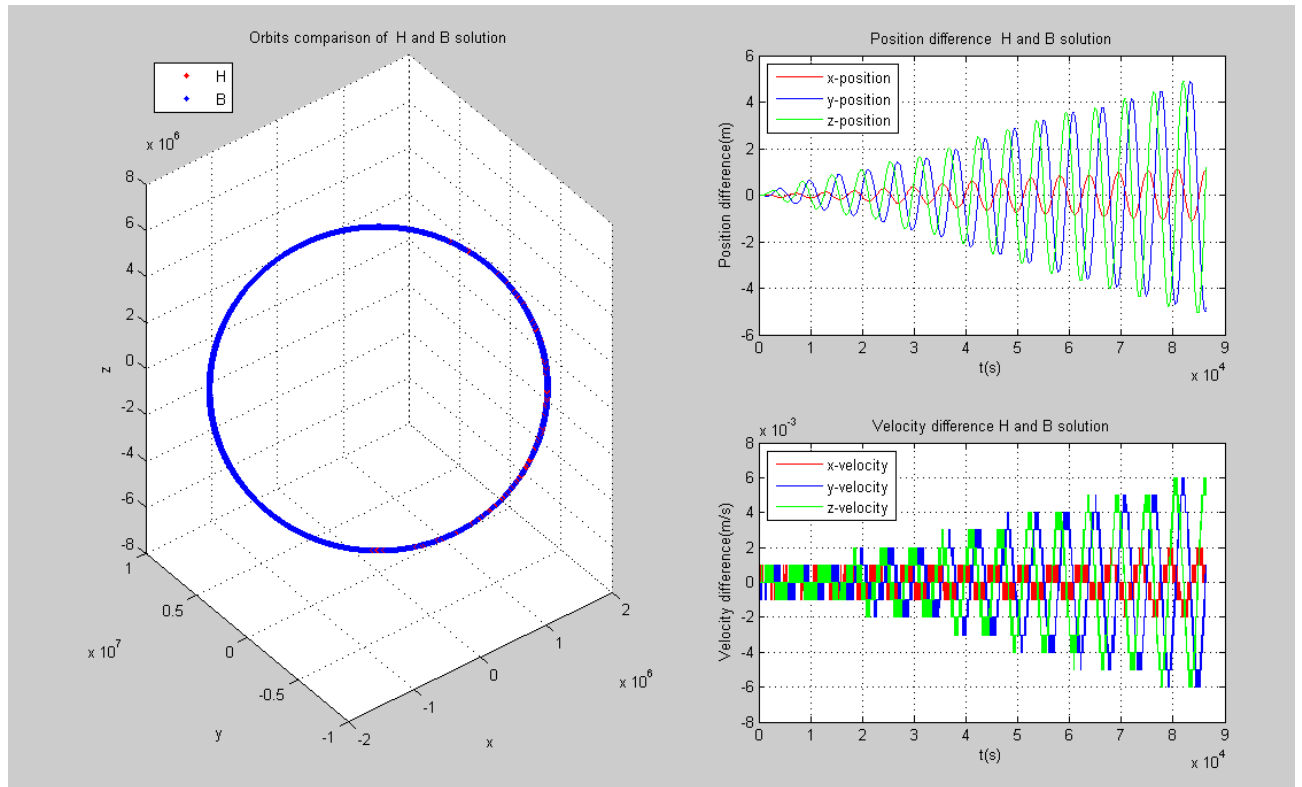 Orbits comparison of  H and B solution
H
B
x 10^6
8
6
4
2
0
-2
-4
-6
-8
z
1
0.5
0
-0.5
-1
x 10^7
y
-2
-1
0
1
2
x 10^6
x
Position difference  H and B solution
x-position
y-position
z-position
6
4
2
0
-2
-4
-6
Position difference(m)
0 1 2 3 4 5 6 7 8 9
t(s)
x 10^4
Velocity difference H and B solution
x 10^-3
x-velocity
y-velocity
z-velocity
8
6
4
2
0
-2
-4
-6
-8
Velocity difference(m/s)
0 1 2 3 4 5 6 7 8 9
t(s)
x 10^4